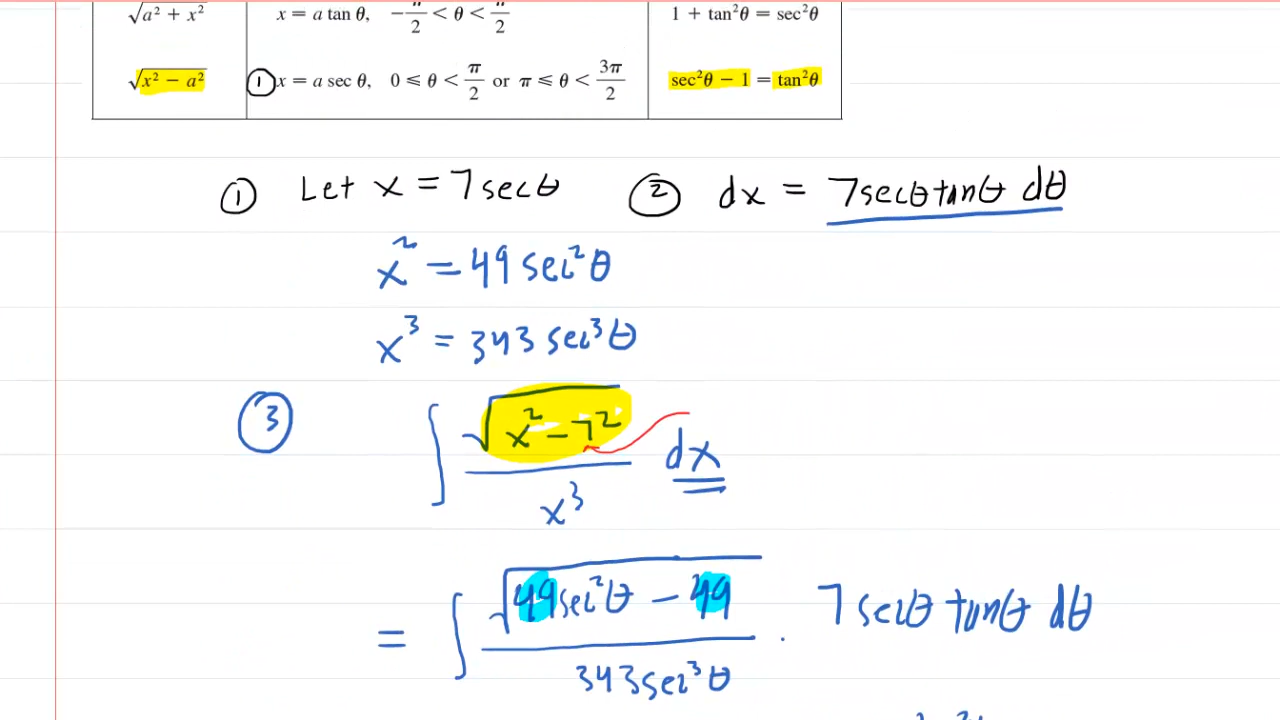 √a² + x² x = a tan θ, −π/2 < θ < π/2 1 + tan²θ = sec²θ
√x² − a² ① x = a sec θ, 0 ⩽ θ < π/2 or π ⩽ θ < 3π/2 sec²θ − 1 = tan²θ
① Let x = 7secθ ② dx = 7secθtanθ dθ
x² = 49 sec²θ
x³ = 343 sec³θ
③ ∫ √x² − 7² / x³ dx
= ∫ √49sec²θ − 49 / 343sec³θ · 7secθ tanθ dθ